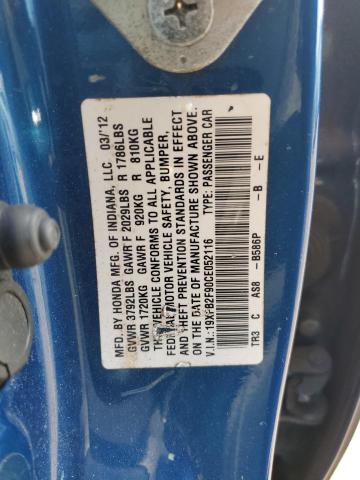 MFD. BY HONDA MFG. OF INDIANA, LLC 03/'12
GVWR 3792LBS GAWR F 2029LBS R 1786LBS
GVWR 1720KG GAWR F 920KG R 810KG
THIS VEHICLE CONFORMS TO ALL APPLICABLE
FEDERAL MOTOR VEHICLE SAFETY, BUMPER,
AND THEFT PREVENTION STANDARDS IN EFFECT
ON THE DATE OF MANUFACTURE SHOWN ABOVE.
V.I.N.:19XFB2F90CE052116 TYPE: PASSENGER CAR
TR3 C AS8 -B586P -B -E